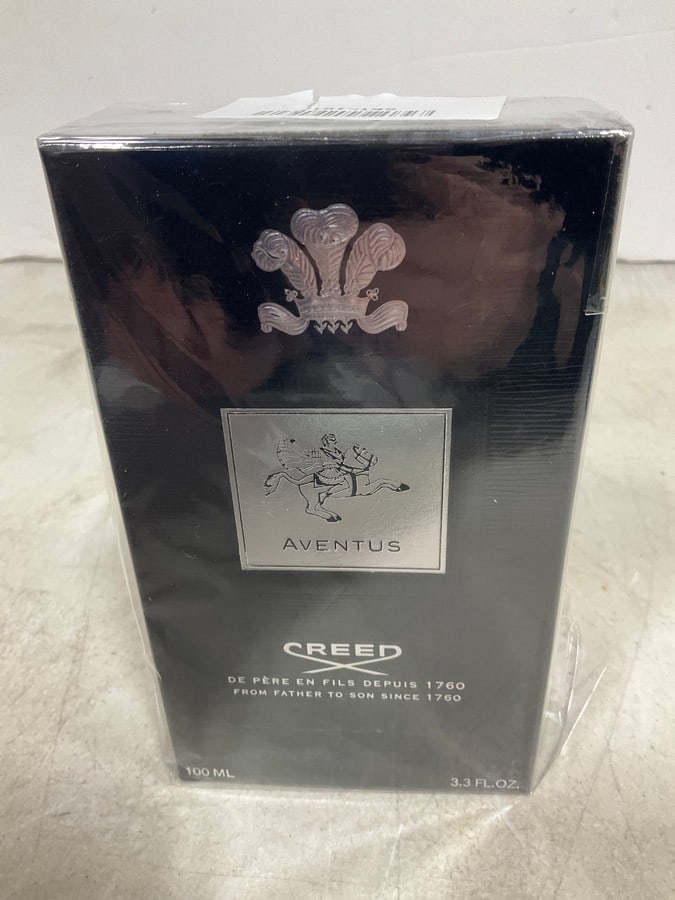 AVENTUS
CREED
DE PÈRE EN FILS DEPUIS 1760
FROM FATHER TO SON SINCE 1760
100 ML
3.3 FL.OZ.